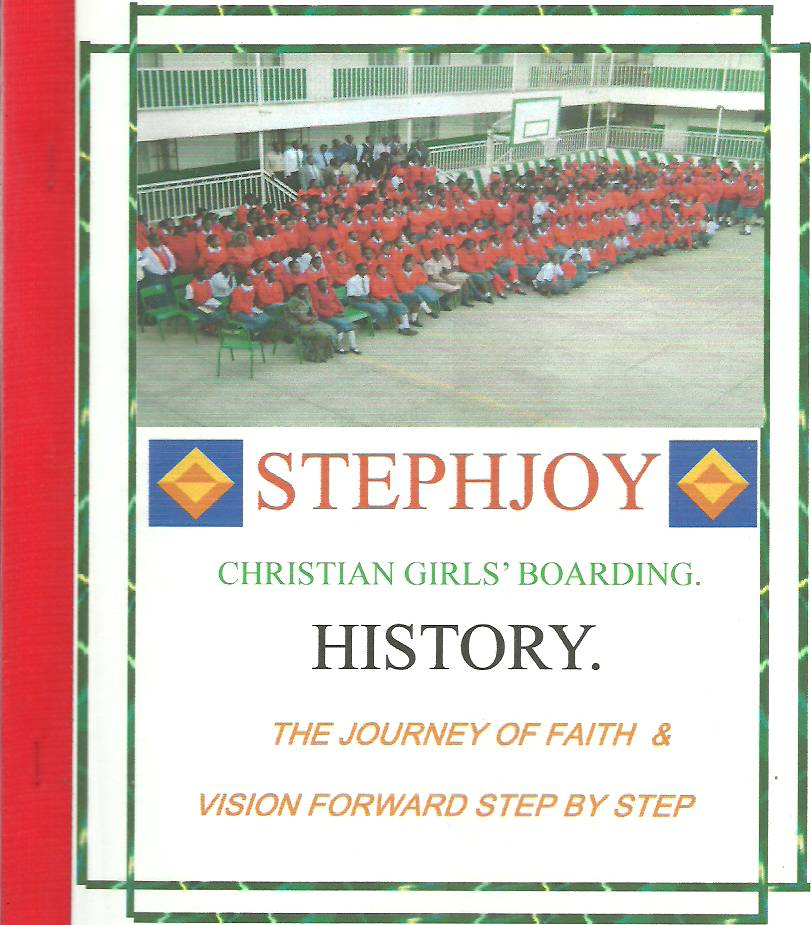 STEPHJOY
CHRISTIAN GIRLS' BOARDING.
HISTORY.
THE JOURNEY OF FAITH &
VISION FORWARD STEP BY STEP